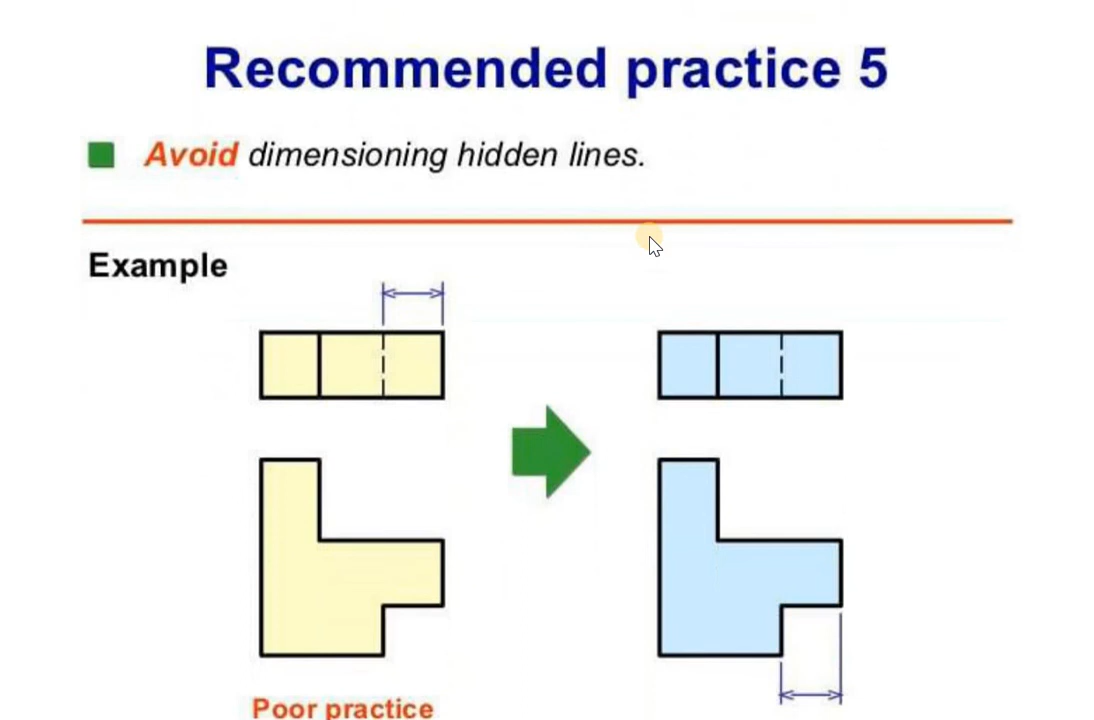 Recommended practice 5
Avoid dimensioning hidden lines.
Example
Poor practice